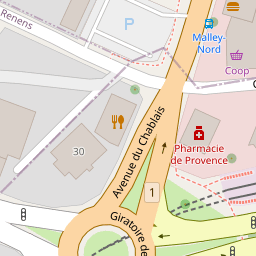 Renens
P
Malley-
Nord
Coop
Avenue du Chablais
Pharmacie
de Provence
30
1
Giratoire de